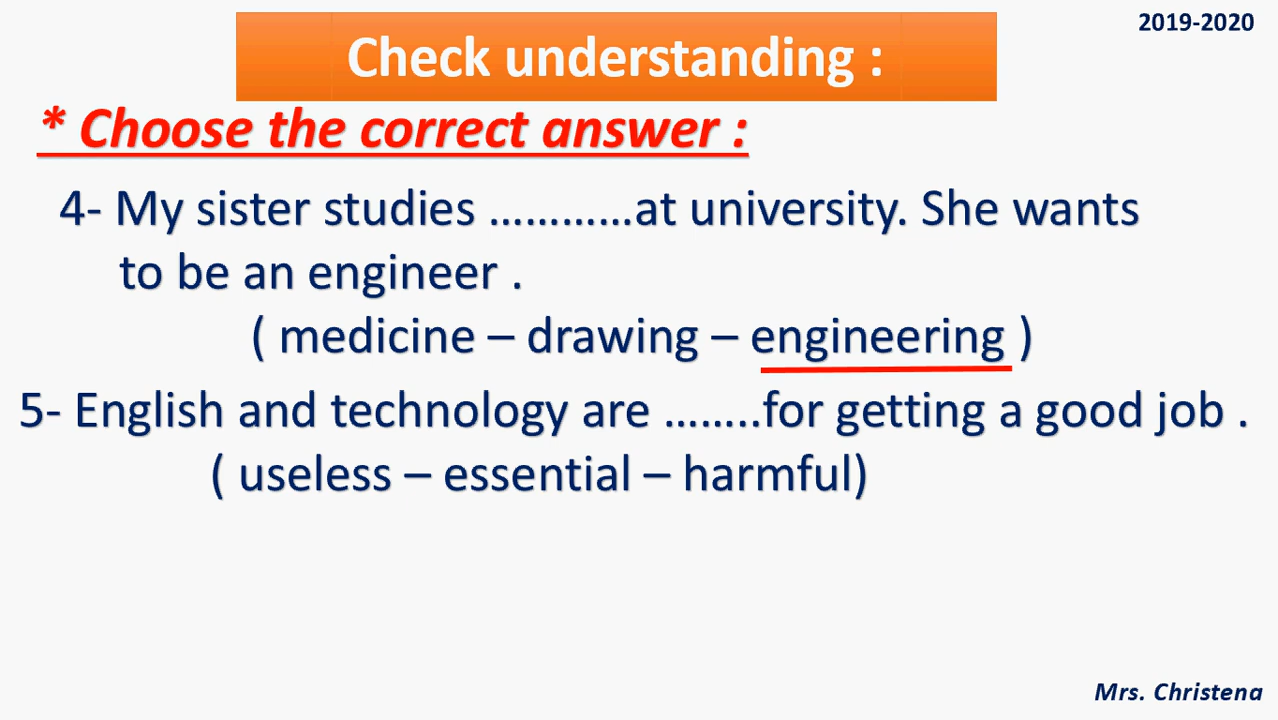 2019-2020
Check understanding :
* Choose the correct answer :
4- My sister studies …………at university. She wants
to be an engineer .
( medicine – drawing – engineering )
5- English and technology are ……..for getting a good job .
( useless – essential – harmful)
Mrs. Christena